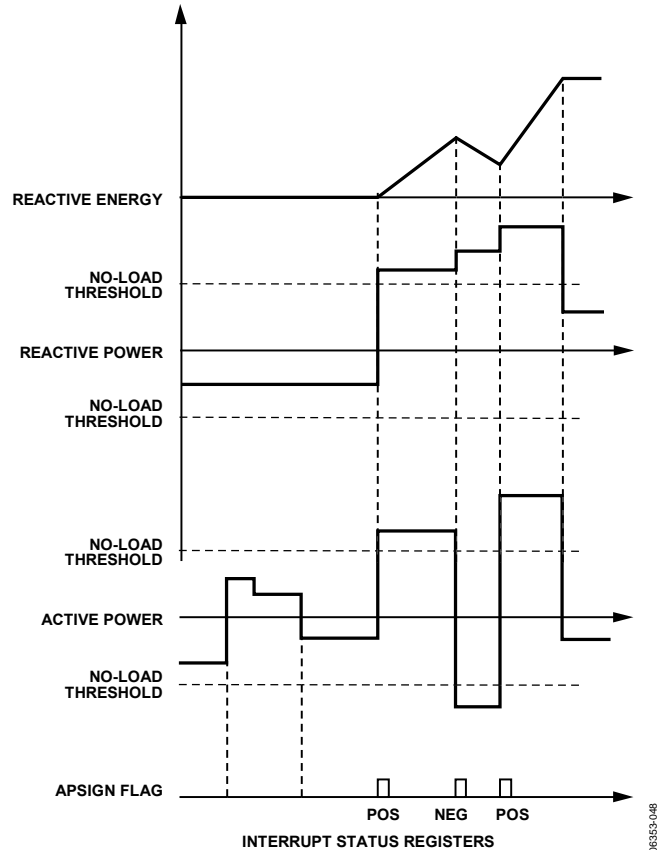 REACTIVE ENERGY
NO-LOAD
THRESHOLD
REACTIVE POWER
NO-LOAD
THRESHOLD
NO-LOAD
THRESHOLD
ACTIVE POWER
NO-LOAD
THRESHOLD
APSIGN FLAG
POS NEG POS
INTERRUPT STATUS REGISTERS
06353-048